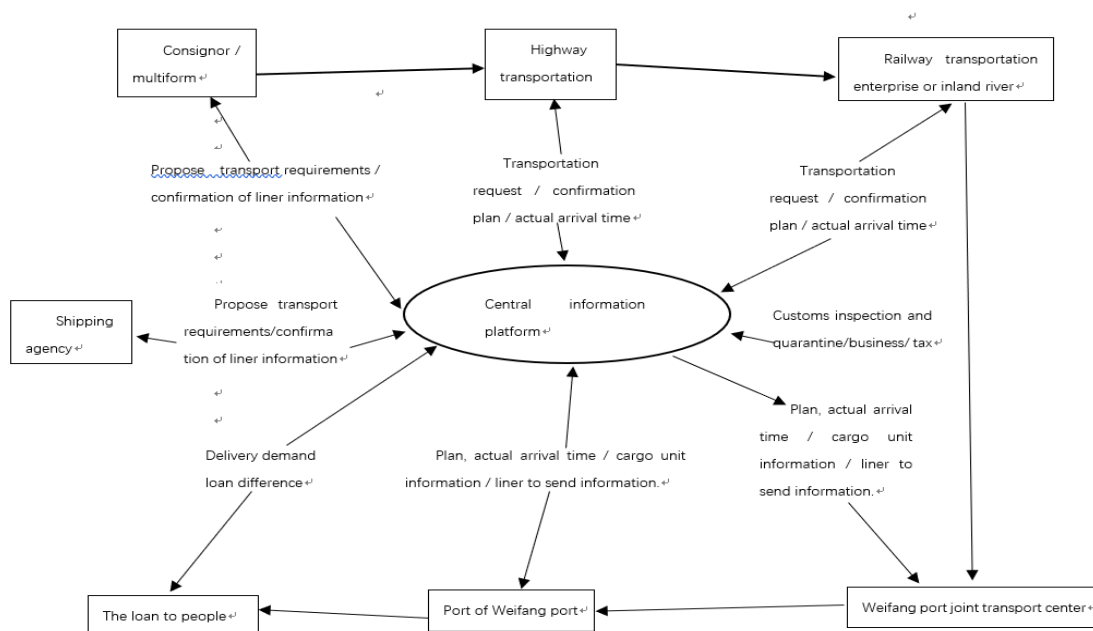 Consignor /
multiform
Highway
transportation
Railway transportation
enterprise or inland river
Propose transport requirements /
confirmation of liner information
Transportation
request / confirmation
plan / actual arrival time
Transportation
request / confirmation
plan / actual arrival time
Shipping
agency
Propose transport
requirements/confirma
tion of liner information
Central information
platform
Customs inspection and
quarantine/business/ tax
Delivery demand
loan difference
Plan, actual arrival time / cargo unit
information / liner to send information.
Plan, actual arrival
time / cargo unit
information / liner to
send information.
The loan to people
Port of Weifang port
Weifang port joint transport center